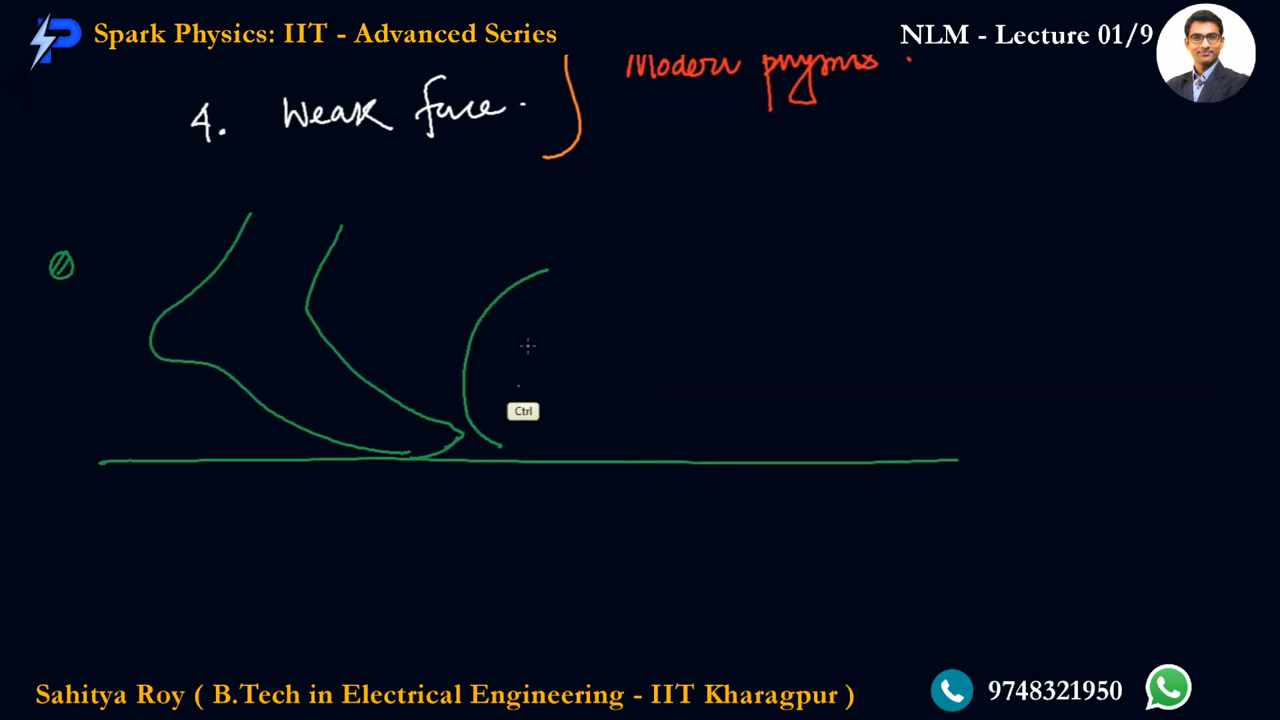 Spark Physics: IIT - Advanced Series
NLM - Lecture 01/9
Modern physics.
4. Weak force.
Ctrl
Sahitya Roy ( B.Tech in Electrical Engineering - IIT Kharagpur )
9748321950